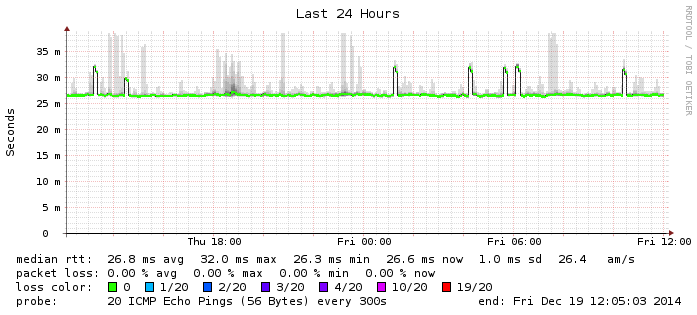 Last 24 Hours
RRDTOOL / TOBI OETIKER
Seconds
35 m
30 m
25 m
20 m
15 m
10 m
5 m
0
Thu 18:00 Fri 00:00 Fri 06:00 Fri 12:00
median rtt: 26.8 ms avg 32.0 ms max 26.3 ms min 26.6 ms now 1.0 ms sd 26.4 am/s
packet loss: 0.00 % avg 0.00 % max 0.00 % min 0.00 % now
loss color: 0 1/20 2/20 3/20 4/20 10/20 19/20
probe: 20 ICMP Echo Pings (56 Bytes) every 300s end: Fri Dec 19 12:05:03 2014